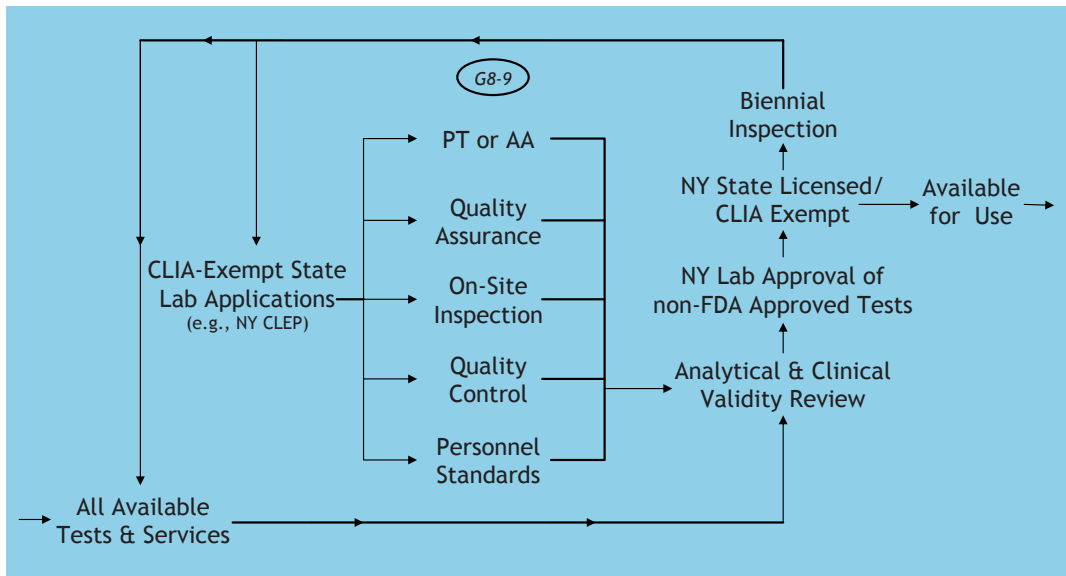 G8-9
Biennial
Inspection
PT or AA
NY State Licensed/
CLIA Exempt
Available
for Use
Quality
Assurance
CLIA-Exempt State
Lab Applications
(e.g., NY CLEP)
On-Site
Inspection
NY Lab Approval of
non-FDA Approved Tests
Quality
Control
Analytical & Clinical
Validity Review
Personnel
Standards
All Available
Tests & Services